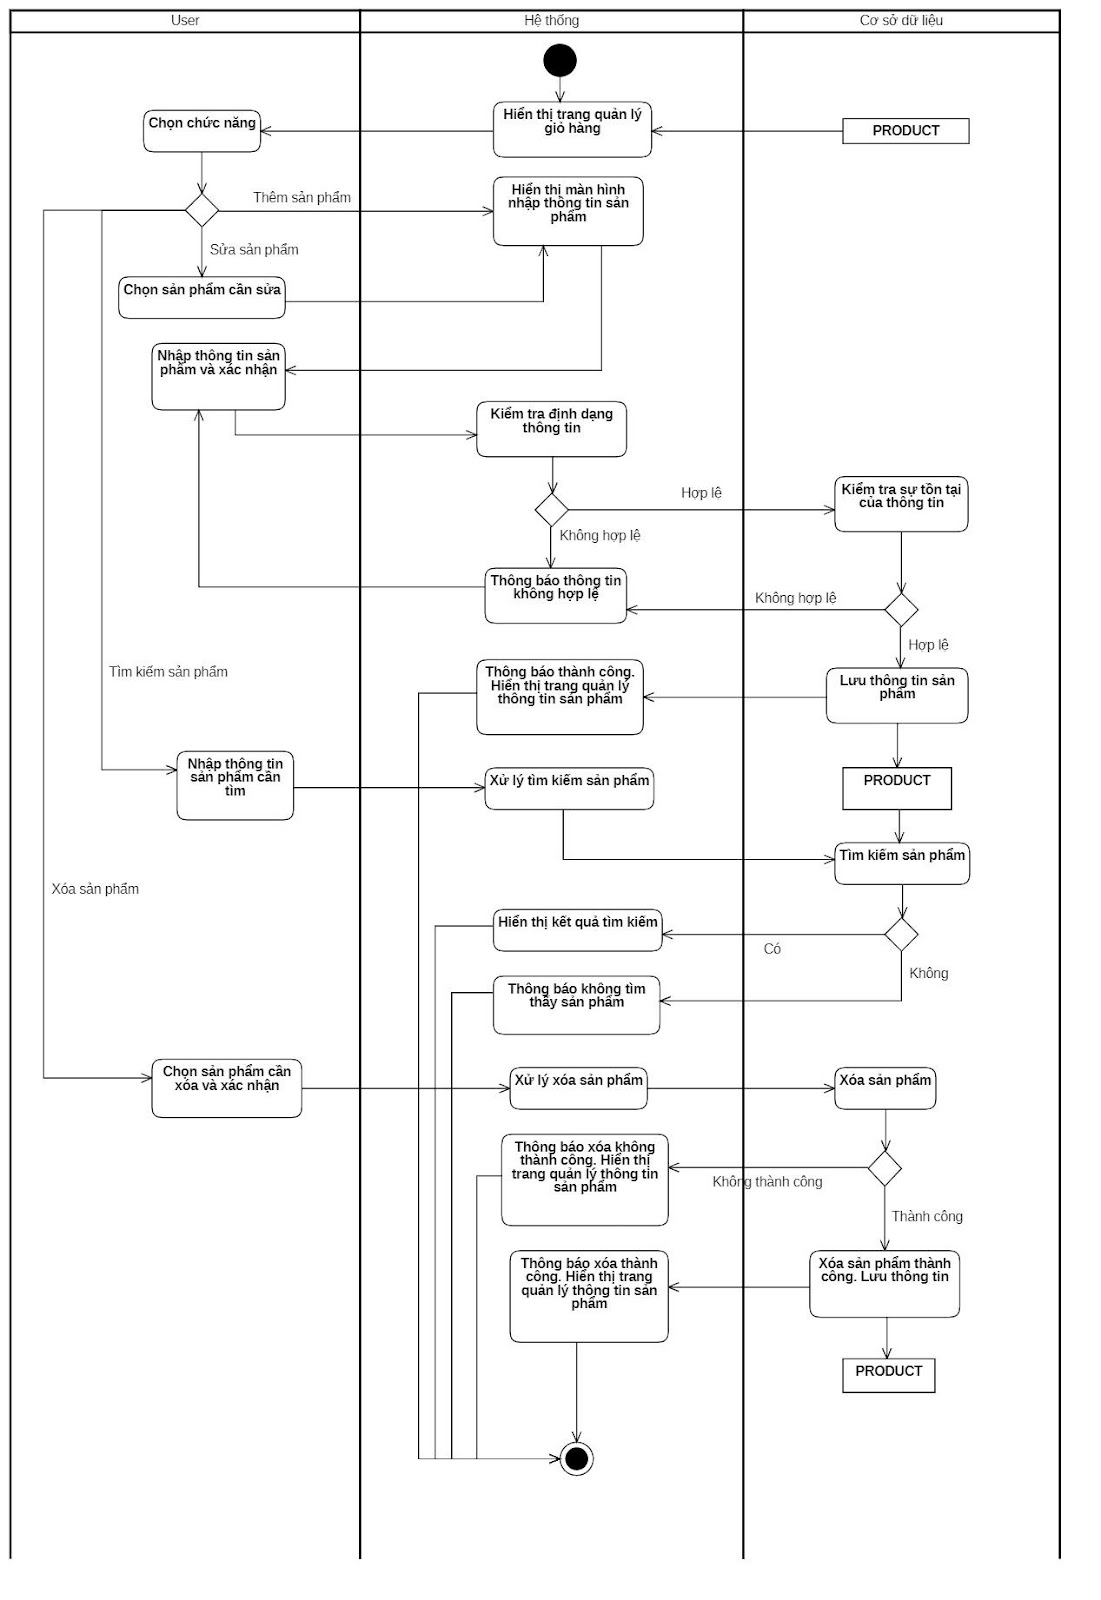 User
Hệ thống
Cơ sở dữ liệu
Chọn chức năng
Hiển thị trang quản lý
giỏ hàng
PRODUCT
Thêm sản phẩm
Hiển thị màn hình
nhập thông tin sản
phẩm
Sửa sản phẩm
Chọn sản phẩm cần sửa
Nhập thông tin sản
phẩm và xác nhận
Kiểm tra định dạng
thông tin
Hợp lệ
Kiểm tra sự tồn tại
của thông tin
Không hợp lệ
Thông báo thông tin
không hợp lệ
Không hợp lệ
Hợp lệ
Tìm kiếm sản phẩm
Thông báo thành công.
Hiển thị trang quản lý
thông tin sản phẩm
Lưu thông tin sản
phẩm
Nhập thông tin
sản phẩm cần
tìm
Xử lý tìm kiếm sản phẩm
PRODUCT
Tìm kiếm sản phẩm
Xóa sản phẩm
Hiển thị kết quả tìm kiếm
Có
Không
Thông báo không tìm
thấy sản phẩm
Chọn sản phẩm cần
xóa và xác nhận
Xử lý xóa sản phẩm
Xóa sản phẩm
Thông báo xóa không
thành công. Hiển thị
trang quản lý thông tin
sản phẩm
Không thành công
Thành công
Thông báo xóa thành
công. Hiển thị trang
quản lý thông tin sản
phẩm
Xóa sản phẩm thành
công. Lưu thông tin
PRODUCT